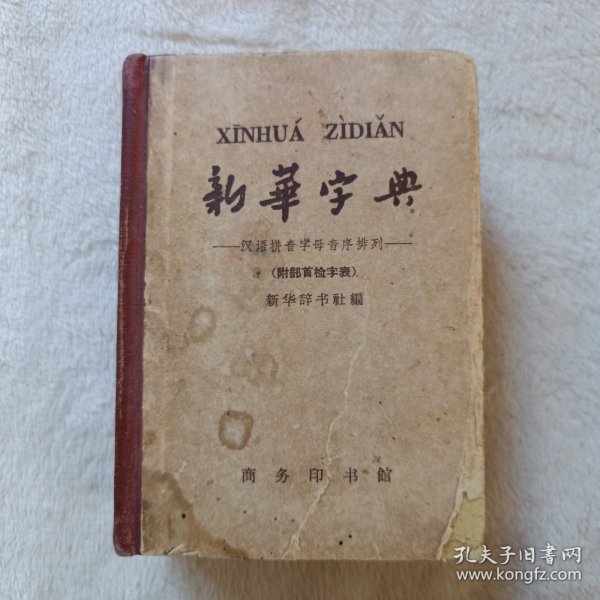 XĪNHUÁ ZÌDIǍN
新華字典
——汉语拼音字母音序排列——
(附部首检字表)
新华辞书社編
商务印书館
孔夫子旧书网
www.kongfz.com